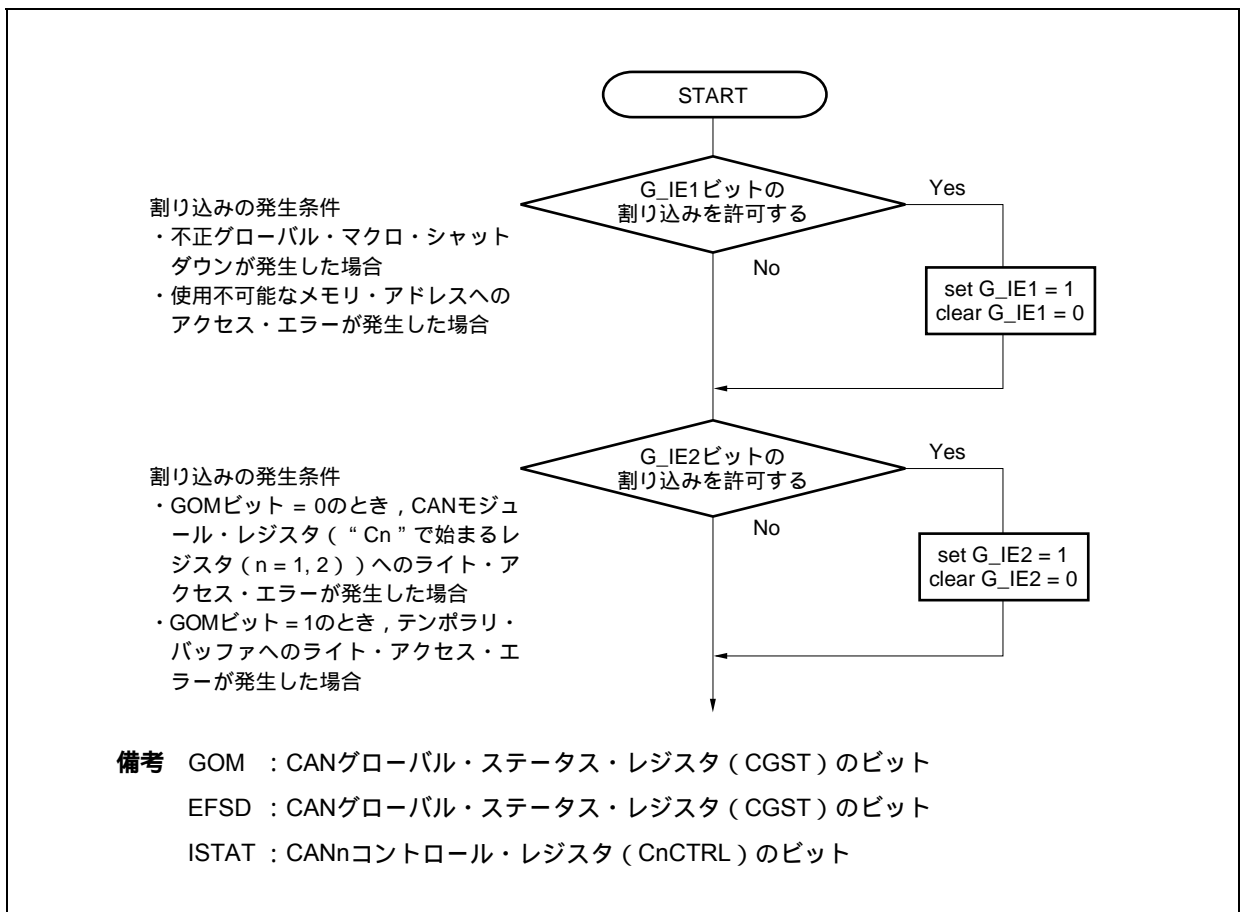 START
G_IE1ビットの
割り込みを許可する
Yes
No
割り込みの発生条件
・不正グローバル・マクロ・シャット
ダウンが発生した場合
・使用不可能なメモリ・アドレスへの
アクセス・エラーが発生した場合
set G_IE1 = 1
clear G_IE1 = 0
G_IE2ビットの
割り込みを許可する
Yes
No
割り込みの発生条件
・GOMビット = 0のとき，CANモジュ
ール・レジスタ（“Cn”で始まるレ
ジスタ（n = 1, 2））へのライト・ア
クセス・エラーが発生した場合
・GOMビット = 1のとき，テンポラリ・
バッファへのライト・アクセス・エ
ラーが発生した場合
set G_IE2 = 1
clear G_IE2 = 0
備考 GOM ：CANグローバル・ステータス・レジスタ（CGST）のビット
EFSD ：CANグローバル・ステータス・レジスタ（CGST）のビット
ISTAT ：CANnコントロール・レジスタ（CnCTRL）のビット